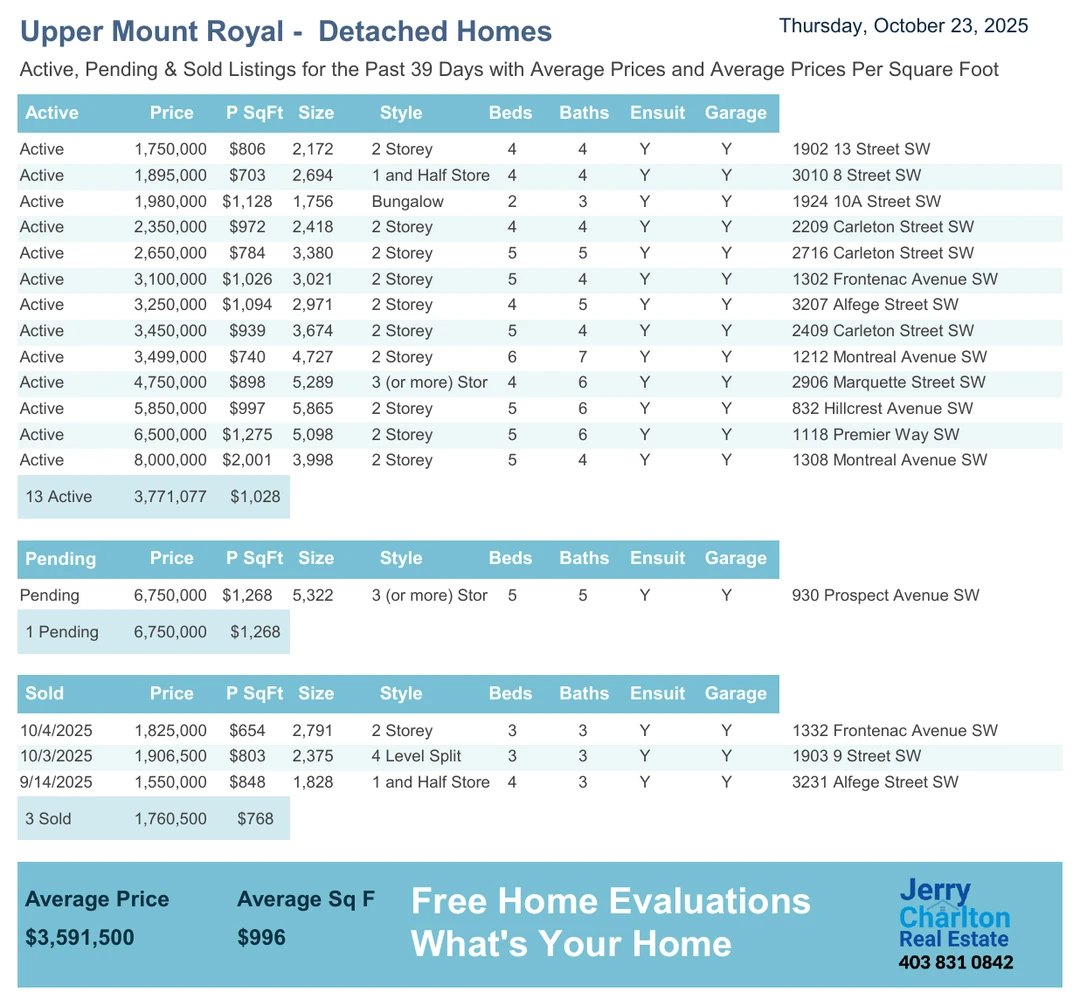 Upper Mount Royal - Detached Homes Thursday, October 23, 2025
Active, Pending & Sold Listings for the Past 39 Days with Average Prices and Average Prices Per Square Foot
Active Price P SqFt Size Style Beds Baths Ensuit Garage
Active 1,750,000 $806 2,172 2 Storey 4 4 Y Y 1902 13 Street SW
Active 1,895,000 $703 2,694 1 and Half Store 4 4 Y Y 3010 8 Street SW
Active 1,980,000 $1,128 1,756 Bungalow 2 3 Y Y 1924 10A Street SW
Active 2,350,000 $972 2,418 2 Storey 4 4 Y Y 2209 Carleton Street SW
Active 2,650,000 $784 3,380 2 Storey 5 5 Y Y 2716 Carleton Street SW
Active 3,100,000 $1,026 3,021 2 Storey 5 4 Y Y 1302 Frontenac Avenue SW
Active 3,250,000 $1,094 2,971 2 Storey 4 5 Y Y 3207 Alfege Street SW
Active 3,450,000 $939 3,674 2 Storey 5 4 Y Y 2409 Carleton Street SW
Active 3,499,000 $740 4,727 2 Storey 6 7 Y Y 1212 Montreal Avenue SW
Active 4,750,000 $898 5,289 3 (or more) Stor 4 6 Y Y 2906 Marquette Street SW
Active 5,850,000 $997 5,865 2 Storey 5 6 Y Y 832 Hillcrest Avenue SW
Active 6,500,000 $1,275 5,098 2 Storey 5 6 Y Y 1118 Premier Way SW
Active 8,000,000 $2,001 3,998 2 Storey 5 4 Y Y 1308 Montreal Avenue SW
13 Active 3,771,077 $1,028
Pending Price P SqFt Size Style Beds Baths Ensuit Garage
Pending 6,750,000 $1,268 5,322 3 (or more) Stor 5 5 Y Y 930 Prospect Avenue SW
1 Pending 6,750,000 $1,268
Sold Price P SqFt Size Style Beds Baths Ensuit Garage
10/4/2025 1,825,000 $654 2,791 2 Storey 3 3 Y Y 1332 Frontenac Avenue SW
10/3/2025 1,906,500 $803 2,375 4 Level Split 3 3 Y Y 1903 9 Street SW
9/14/2025 1,550,000 $848 1,828 1 and Half Store 4 3 Y Y 3231 Alfege Street SW
3 Sold 1,760,500 $768
Average Price Average Sq F
$3,591,500 $996
Free Home Evaluations
What's Your Home
Jerry
Charlton
Real Estate
403 831 0842